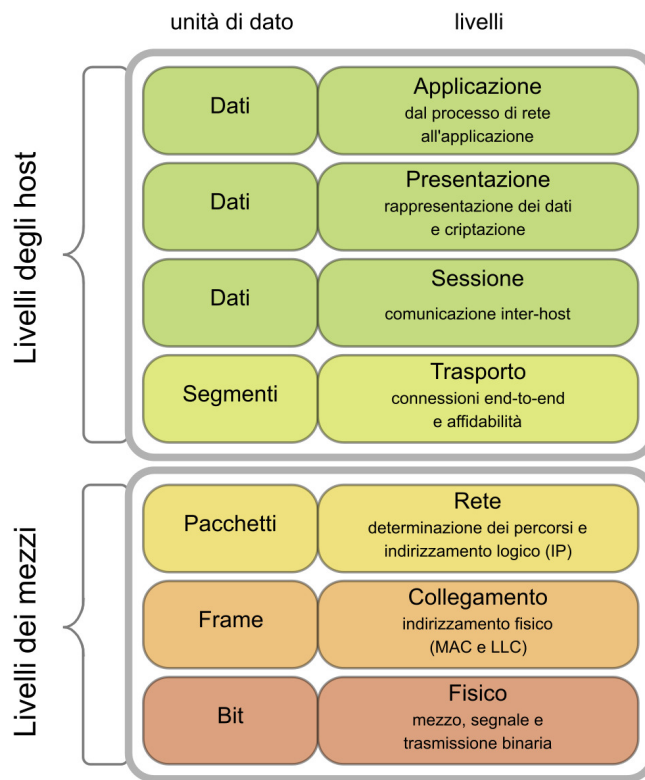 unità di dato
livelli
Livelli degli host
Dati
Applicazione
dal processo di rete
all'applicazione
Dati
Presentazione
rappresentazione dei dati
e criptazione
Dati
Sessione
comunicazione inter-host
Segmenti
Trasporto
connessioni end-to-end
e affidabilità
Livelli dei mezzi
Pacchetti
Rete
determinazione dei percorsi e
indirizzamento logico (IP)
Frame
Collegamento
indirizzamento fisico
(MAC e LLC)
Bit
Fisico
mezzo, segnale e
trasmissione binaria